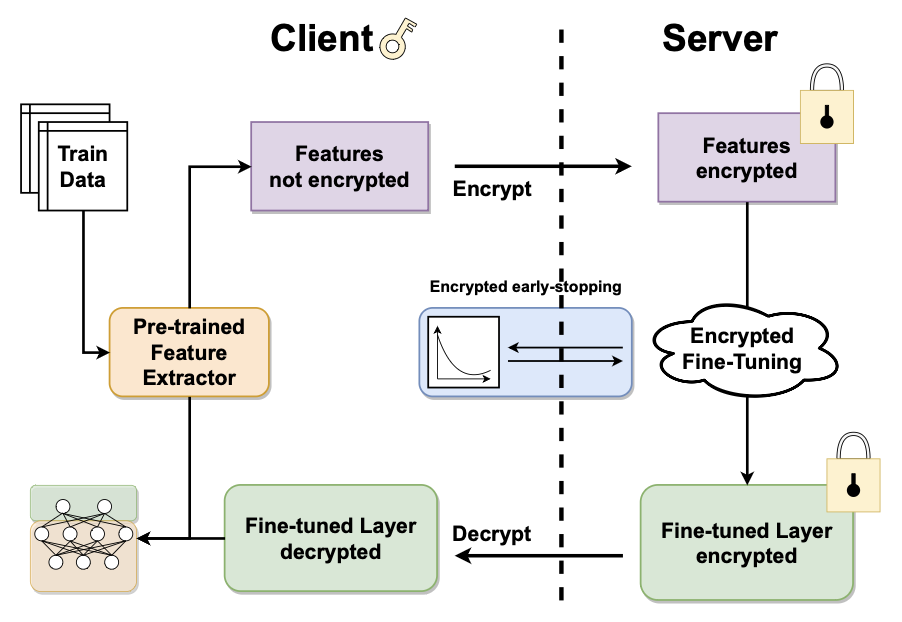 Client
Server
Train
Data
Features
not encrypted
Encrypt
Features
encrypted
Encrypted early-stopping
Pre-trained
Feature
Extractor
Encrypted
Fine-Tuning
Fine-tuned Layer
decrypted
Decrypt
Fine-tuned Layer
encrypted